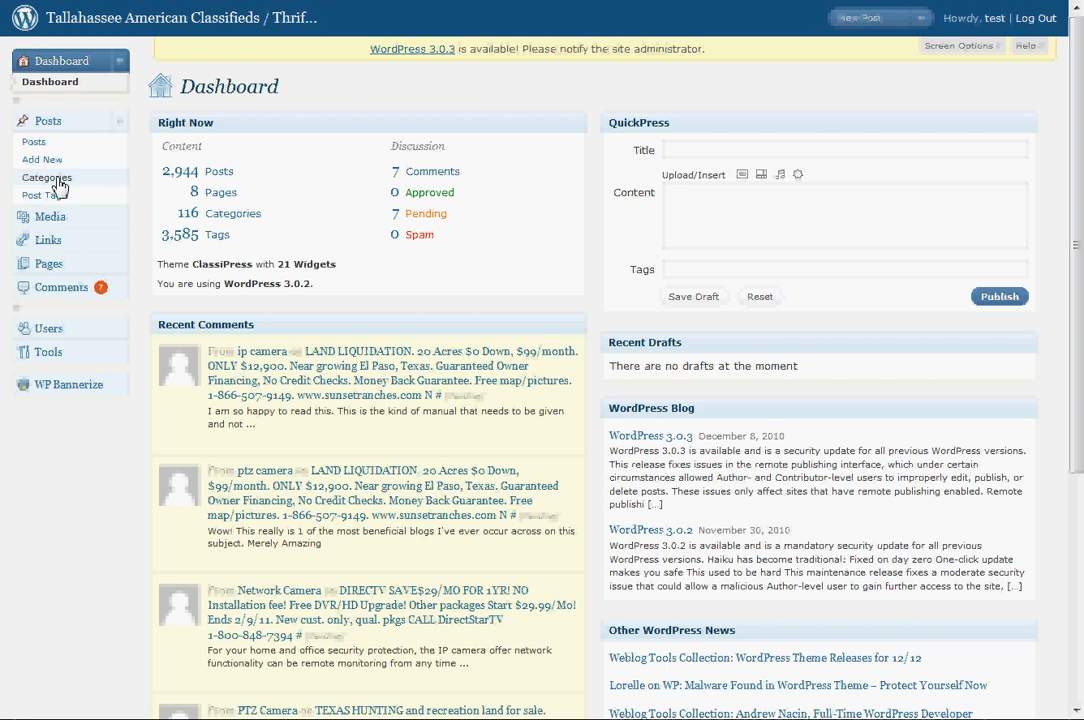 Tallahassee American Classifieds / Thrif...
New Post
Howdy, test | Log Out
WordPress 3.0.3 is available! Please notify the site administrator.
Screen Options
Help
Dashboard
Dashboard
Posts
Posts
Add New
Categories
Post Ta
Media
Links
Pages
Comments 7
Users
Tools
WP Bannerize
Dashboard
Right Now
Content
Discussion
2,944 Posts
7 Comments
8 Pages
0 Approved
116 Categories
7 Pending
3,585 Tags
0 Spam
Theme ClassiPress with 21 Widgets
You are using WordPress 3.0.2.
Recent Comments
From ip camera on LAND LIQUIDATION. 20 Acres $0 Down, $99/month.
ONLY $12,900. Near growing El Paso, Texas. Guaranteed Owner
Financing, No Credit Checks. Money Back Guarantee. Free map/pictures.
1-866-507-9149. www.sunsetranches.com N #
I am so happy to read this. This is the kind of manual that needs to be given
and not ...
From ptz camera on LAND LIQUIDATION. 20 Acres $0 Down,
$99/month. ONLY $12,900. Near growing El Paso, Texas. Guaranteed
Owner Financing, No Credit Checks. Money Back Guarantee. Free
map/pictures. 1-866-507-9149. www.sunsetranches.com N #
Wow! This really is 1 of the most beneficial blogs I've ever occur across on this
subject. Merely Amazing
From Network Camera on DIRECTV SAVE$29/MO FOR 1YR! NO
Installation fee! Free DVR/HD Upgrade! Other packages Start $29.99/Mo!
Ends 2/9/11. New cust. only, qual. pkgs CALL DirectStarTV
1-800-848-7394 #
For your home and office security protection, the IP camera offer network
functionality can be remote monitoring from any time ...
From PTZ Camera on TEXAS HUNTING and recreation land for sale.
QuickPress
Title
Upload/Insert
Content
Tags
Save Draft
Reset
Publish
Recent Drafts
There are no drafts at the moment
WordPress Blog
WordPress 3.0.3 December 8, 2010
WordPress 3.0.3 is available and is a security update for all previous WordPress versions.
This release fixes issues in the remote publishing interface, which under certain
circumstances allowed Author- and Contributor-level users to improperly edit, publish, or
delete posts. These issues only affect sites that have remote publishing enabled. Remote
publishi [...]
WordPress 3.0.2 November 30, 2010
WordPress 3.0.2 is available and is a mandatory security update for all previous
WordPress versions. Haiku has become traditional: Fixed on day zero One-click update
makes you safe This used to be hard This maintenance release fixes a moderate security
issue that could allow a malicious Author-level user to gain further access to the site, [...]
Other WordPress News
Weblog Tools Collection: WordPress Theme Releases for 12/12
Lorelle on WP: Malware Found in WordPress Theme – Protect Yourself Now
Weblog Tools Collection: Andrew Nacin, Full-Time WordPress Developer